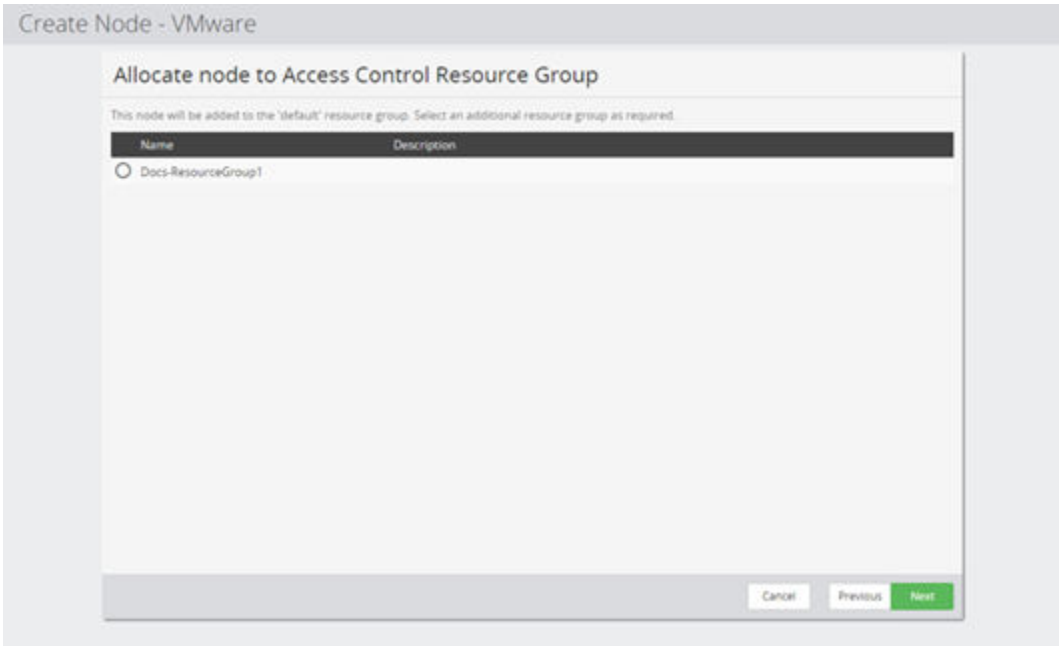 Create Node - VMware
Allocate node to Access Control Resource Group
This node will be added to the 'default' resource group. Select an additional resource group as required.
Name Description
Docs-ResourceGroup1
Cancel Previous Next